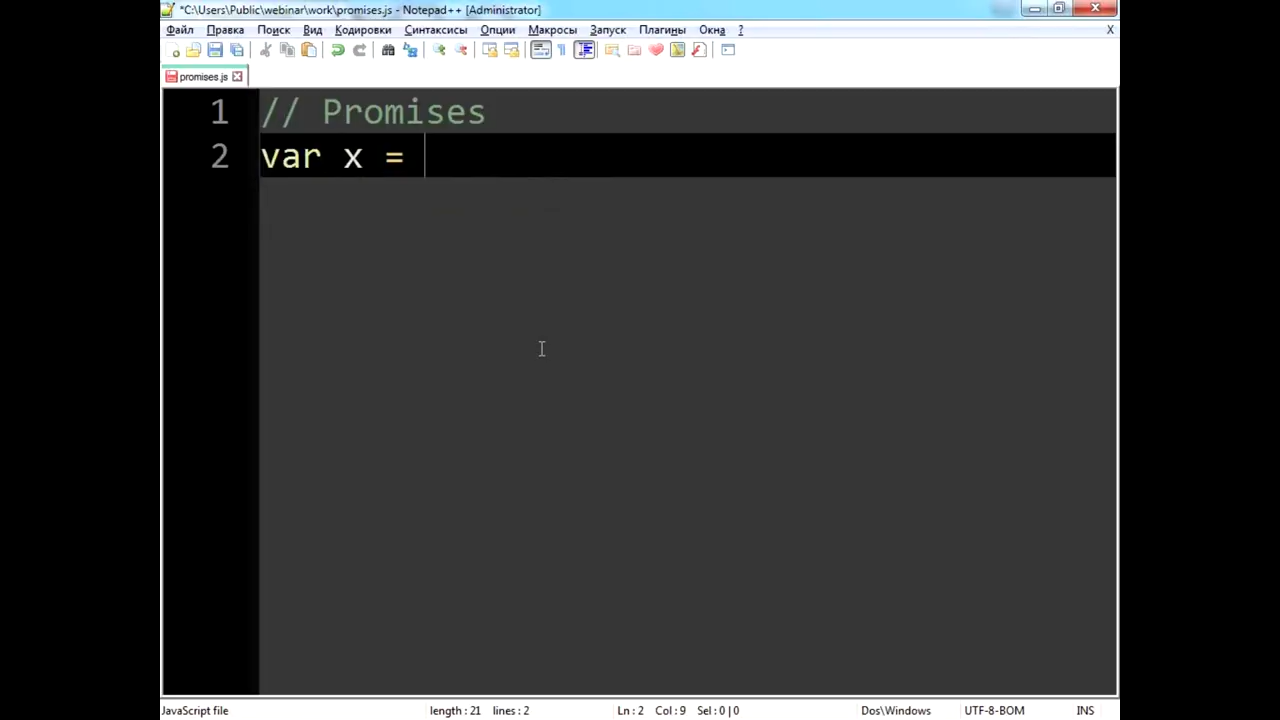 *C:\Users\Public\webinar\work\promises.js - Notepad++ [Administrator]
Файл Правка Поиск Вид Кодировки Синтаксисы Опции Макросы Запуск Плагины Окна ? X
promises.js
1 // Promises
2 var x =
JavaScript file length : 21 lines : 2 Ln : 2 Col : 9 Sel : 0 | 0 Dos\Windows UTF-8-BOM INS